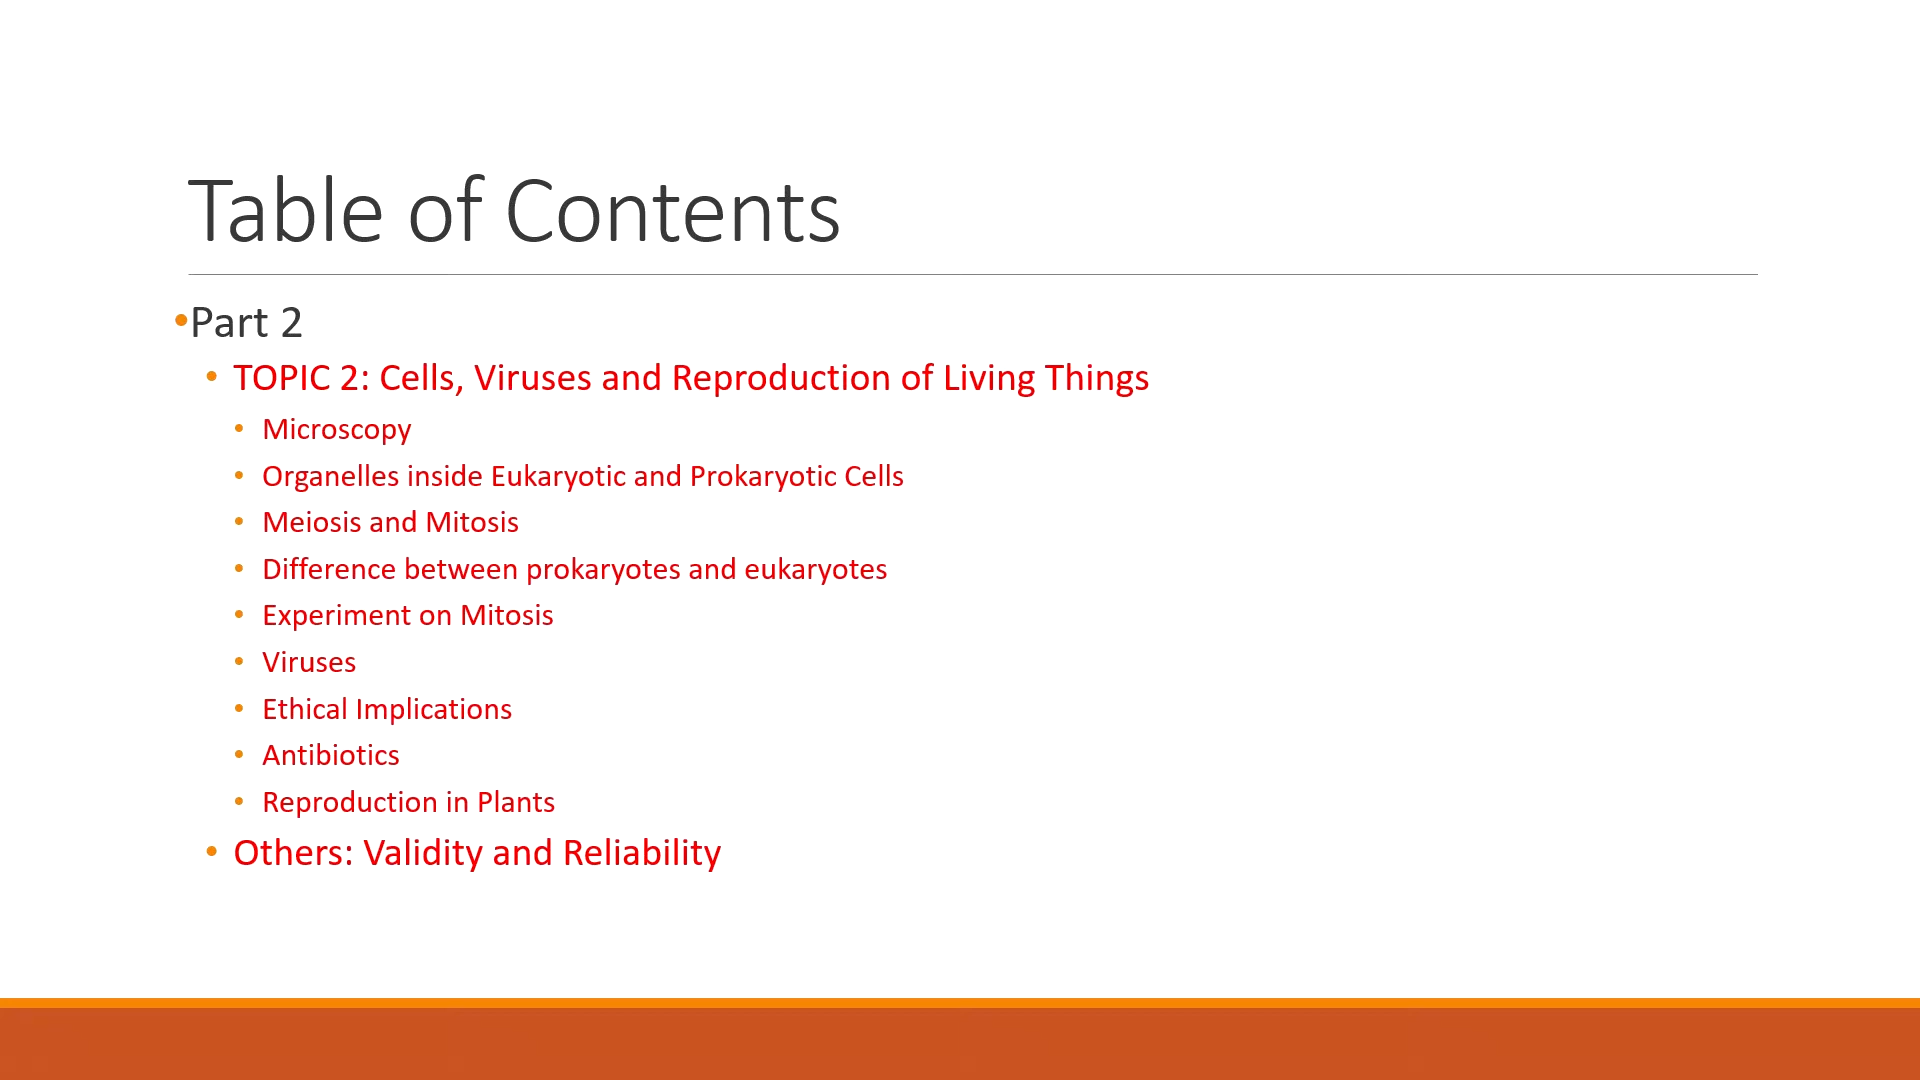 Table of Contents
•Part 2
• TOPIC 2: Cells, Viruses and Reproduction of Living Things
• Microscopy
• Organelles inside Eukaryotic and Prokaryotic Cells
• Meiosis and Mitosis
• Difference between prokaryotes and eukaryotes
• Experiment on Mitosis
• Viruses
• Ethical Implications
• Antibiotics
• Reproduction in Plants
• Others: Validity and Reliability